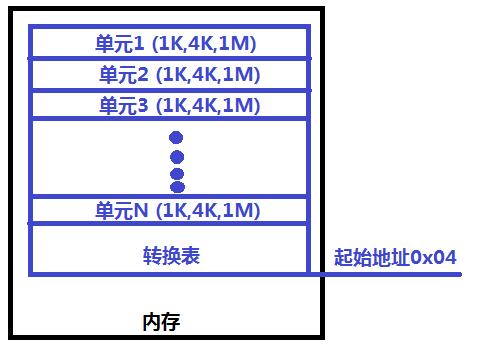 单元1 (1K,4K,1M)
单元2 (1K,4K,1M)
单元3 (1K,4K,1M)
单元N (1K,4K,1M)
转换表
起始地址0x04
内存